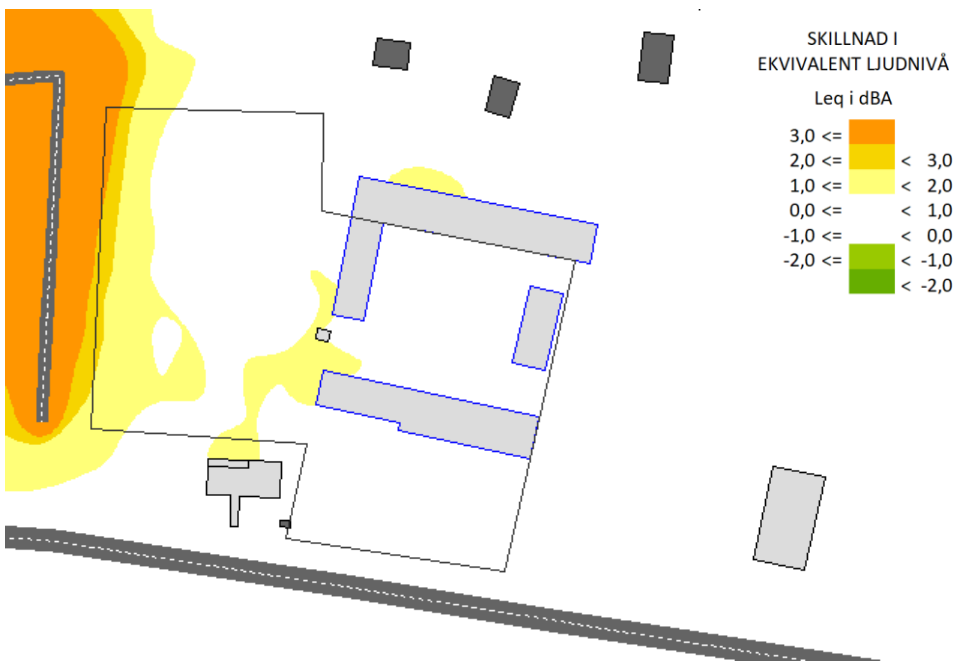 SKILLNAD I
EKVIVALENT LJUDNIVÅ
Leq i dBA
3,0 <=
2,0 <= < 3,0
1,0 <= < 2,0
0,0 <= < 1,0
-1,0 <= < 0,0
-2,0 <= < -1,0
< -2,0